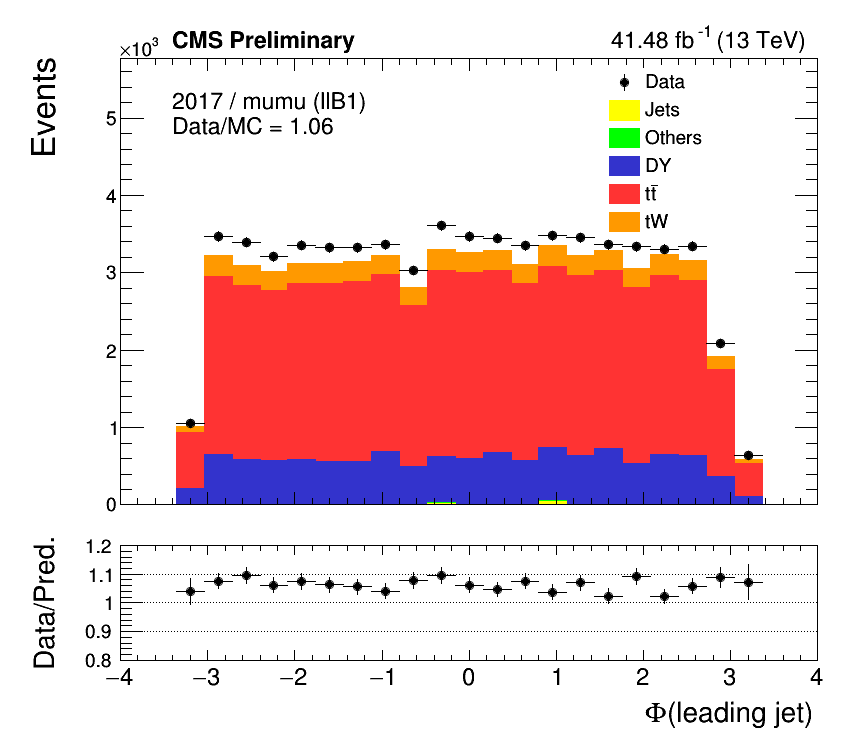 ×10³ CMS Preliminary 41.48 fb⁻¹ (13 TeV)
Events
2017 / mumu (llB1)
Data/MC = 1.06
Data
Jets
Others
DY
tt̄
tW
5
4
3
2
1
0
Data/Pred.
1.2
1.1
1
0.9
0.8
−4 −3 −2 −1 0 1 2 3 4
Φ(leading jet)